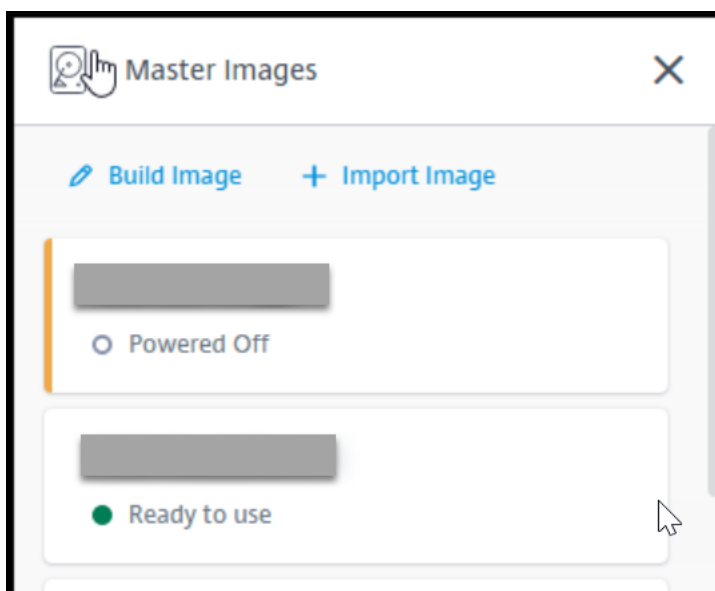 Master Images
Build Image
Import Image
Powered Off
Ready to use